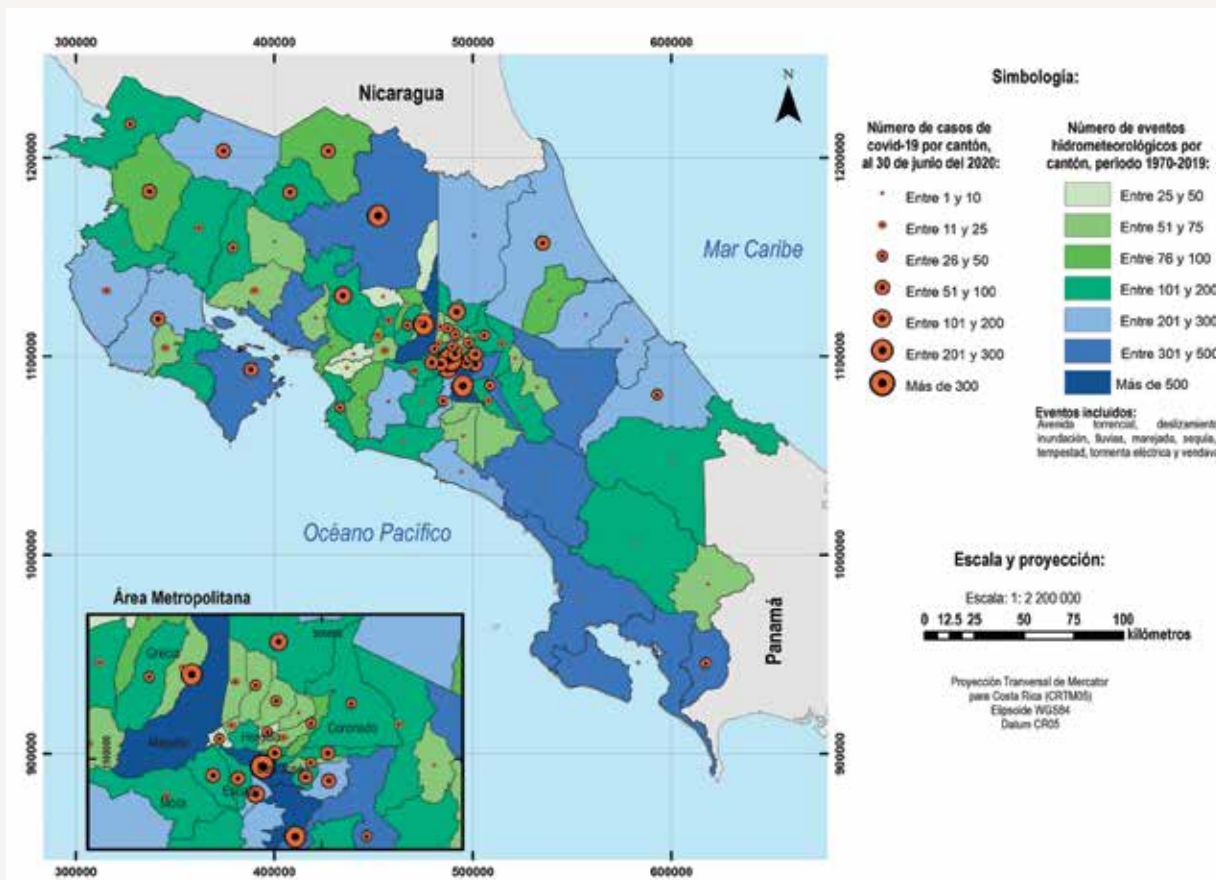 300000 400000 500000 600000
Nicaragua
N
1200000
1100000
1000000
900000
Mar Caribe
Océano Pacífico
Panamá
Área Metropolitana
Grecia
Coronado
Mora
300000 400000 500000 600000
1200000
1100000
1000000
900000
Simbología:
Número de casos de
covid-19 por cantón,
al 30 de junio del 2020:
Entre 1 y 10
Entre 11 y 25
Entre 26 y 50
Entre 51 y 100
Entre 101 y 200
Entre 201 y 300
Más de 300
Número de eventos
hidrometeorológicos por
cantón, periodo 1970-2019:
Entre 25 y 50
Entre 51 y 75
Entre 76 y 100
Entre 101 y 200
Entre 201 y 300
Entre 301 y 500
Más de 500
Eventos incluidos:
Avenida torrencial, deslizamiento
inundación, lluvias, marejada, sequía,
tempestad, tormenta eléctrica y vendava
Escala y proyección:
Escala: 1: 2 200 000
0 12.5 25 50 75 100
kilómetros
Proyección Tranversal de Mercator
para Costa Rica (CRTM05)
Elipsoide WGS84
Datum CR05